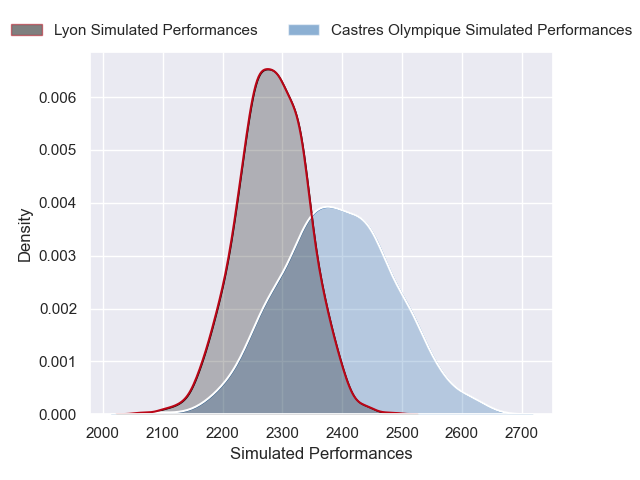 Lyon Simulated Performances
Castres Olympique Simulated Performances
0.006
0.005
0.004
0.003
0.002
0.001
0.000
Density
2000 2100 2200 2300 2400 2500 2600 2700
Simulated Performances